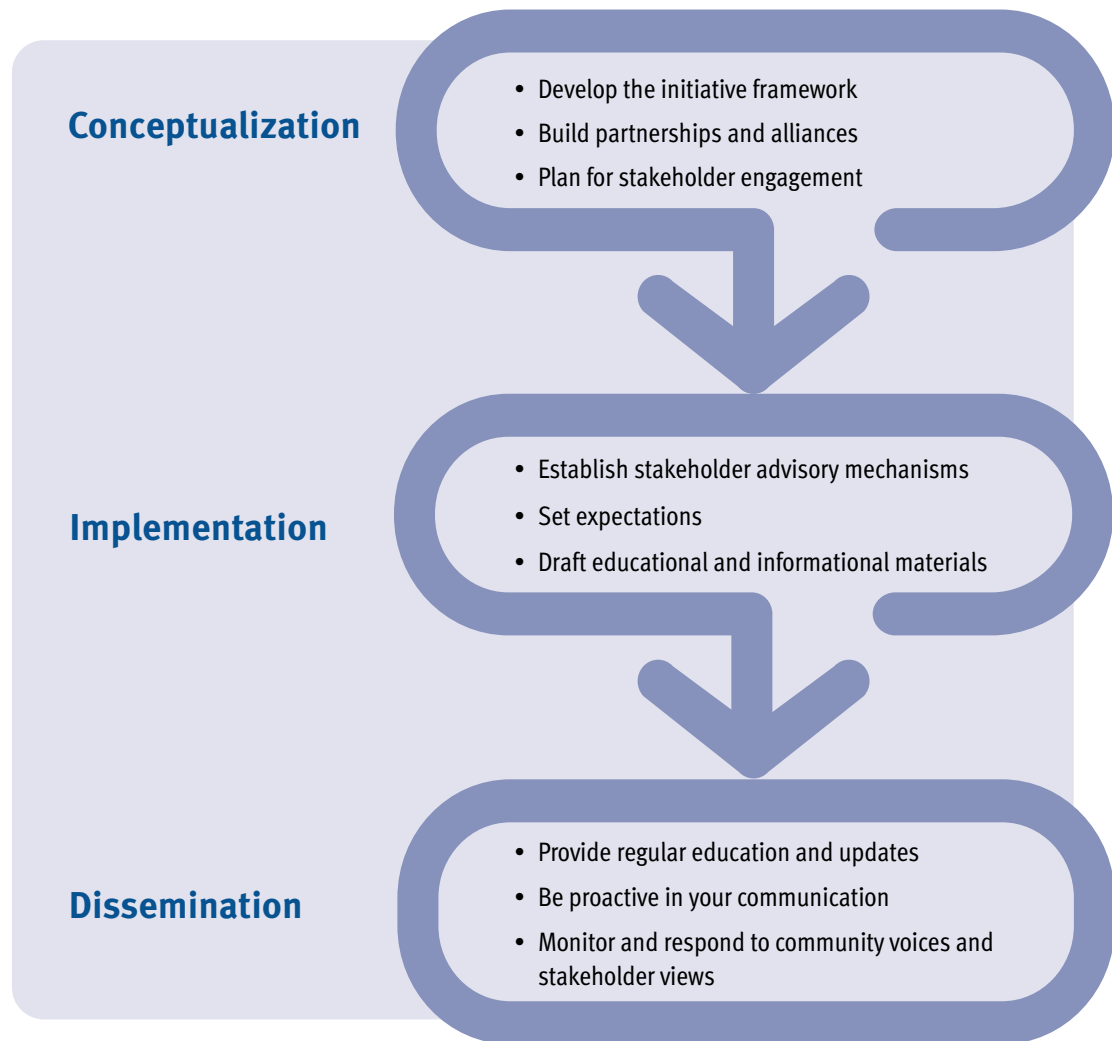 Conceptualization
• Develop the initiative framework
• Build partnerships and alliances
• Plan for stakeholder engagement
Implementation
• Establish stakeholder advisory mechanisms
• Set expectations
• Draft educational and informational materials
Dissemination
• Provide regular education and updates
• Be proactive in your communication
• Monitor and respond to community voices and
stakeholder views